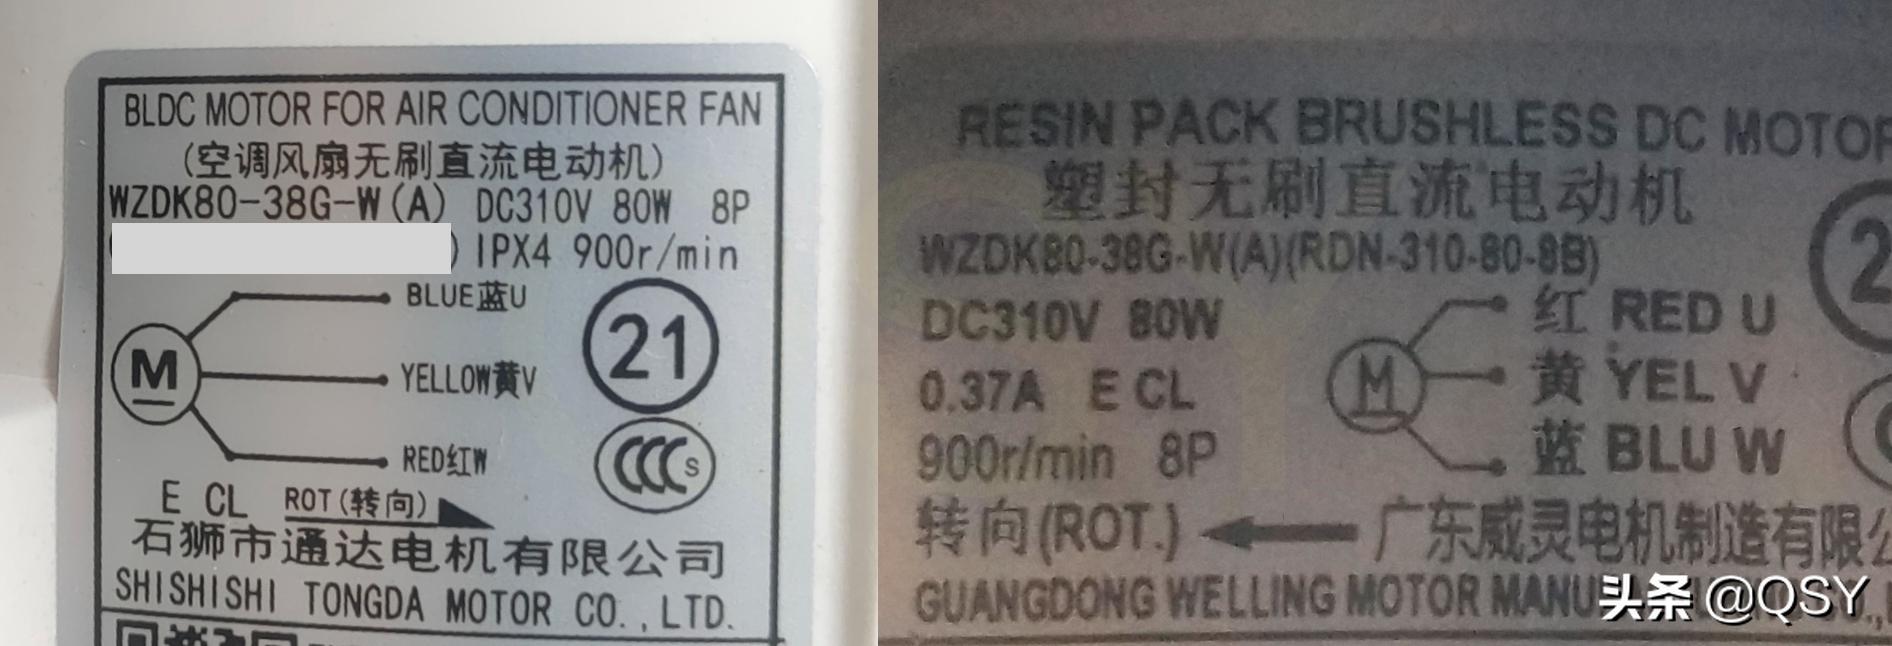 BLDC MOTOR FOR AIR CONDITIONER FAN
(空调风扇无刷直流电动机)
WZDK80-38G-W(A) DC310V 80W 8P
) IPX4 900r/min
BLUE蓝U
M
YELLOW黄V
21
RED红W
CCC S
E CL ROT(转向)
石狮市通达电机有限公司
SHISHISHI TONGDA MOTOR CO.,LTD.
RESIN PACK BRUSHLESS DC MOTOR
塑封无刷直流电动机
WZDK80-38G-W(A)(RDN-310-80-8B)
2
DC310V 80W
红 RED U
0.37A E CL
M
黄 YEL V
900r/min 8P
蓝 BLU W
转向(ROT.)
广东威灵电机制造有限公
GUANGDONG WELLING MOTOR MANU
头条 @QSY